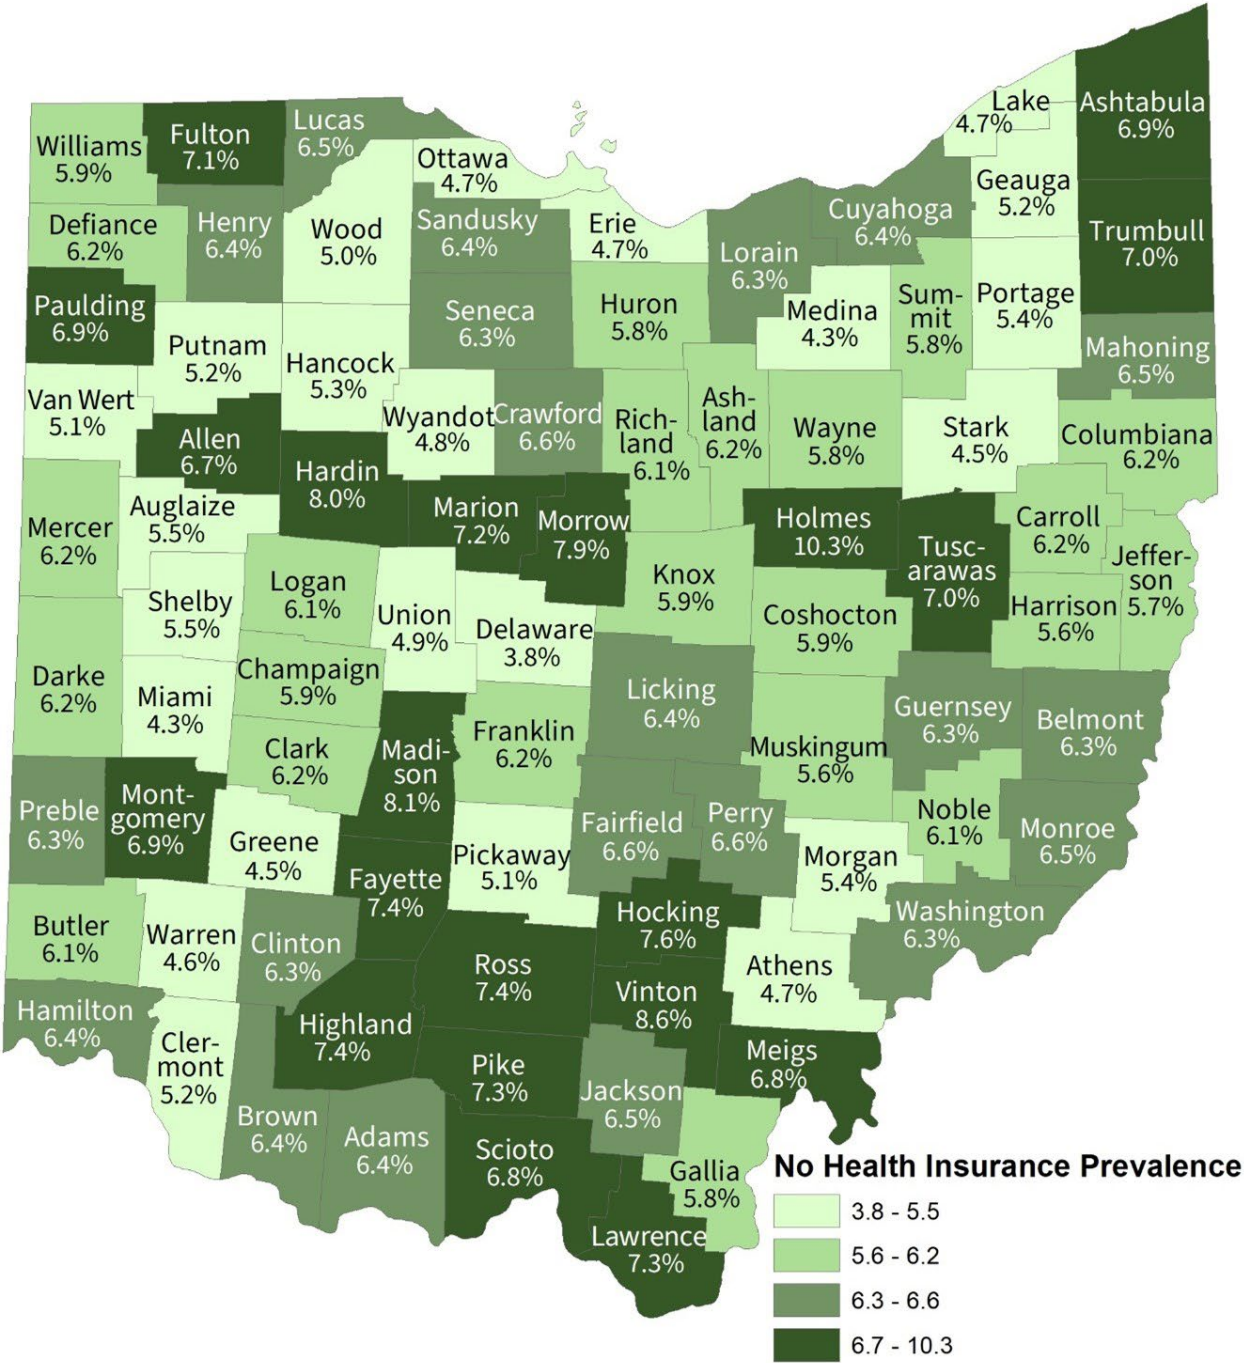 Lake
4.7%
Ashtabula
6.9%
Williams
5.9%
Fulton
7.1%
Lucas
6.5%
Ottawa
4.7%
Geauga
5.2%
Defiance
6.2%
Henry
6.4%
Wood
5.0%
Sandusky
6.4%
Erie
4.7%
Lorain
6.3%
Cuyahoga
6.4%
Trumbull
7.0%
Paulding
6.9%
Putnam
5.2%
Hancock
5.3%
Seneca
6.3%
Huron
5.8%
Medina
4.3%
Sum-
mit
5.8%
Portage
5.4%
Mahoning
6.5%
Van Wert
5.1%
Allen
6.7%
Wyandot
4.8%
Crawford
6.6%
Rich-
land
6.1%
Ash-
land
6.2%
Wayne
5.8%
Stark
4.5%
Columbiana
6.2%
Hardin
8.0%
Mercer
6.2%
Auglaize
5.5%
Marion
7.2%
Morrow
7.9%
Holmes
10.3%
Tusc-
arawas
7.0%
Carroll
6.2%
Jeffer-
son
5.7%
Logan
6.1%
Shelby
5.5%
Union
4.9%
Delaware
3.8%
Knox
5.9%
Coshocton
5.9%
Harrison
5.6%
Darke
6.2%
Miami
4.3%
Champaign
5.9%
Clark
6.2%
Madi-
son
8.1%
Franklin
6.2%
Licking
6.4%
Muskingum
5.6%
Guernsey
6.3%
Belmont
6.3%
Preble
6.3%
Mont-
gomery
6.9%
Greene
4.5%
Fayette
7.4%
Pickaway
5.1%
Fairfield
6.6%
Perry
6.6%
Morgan
5.4%
Noble
6.1%
Monroe
6.5%
Butler
6.1%
Warren
4.6%
Clinton
6.3%
Ross
7.4%
Hocking
7.6%
Vinton
8.6%
Athens
4.7%
Washington
6.3%
Hamilton
6.4%
Cler-
mont
5.2%
Highland
7.4%
Pike
7.3%
Jackson
6.5%
Meigs
6.8%
Brown
6.4%
Adams
6.4%
Scioto
6.8%
Gallia
5.8%
Lawrence
7.3%
No Health Insurance Prevalence
3.8 - 5.5
5.6 - 6.2
6.3 - 6.6
6.7 - 10.3